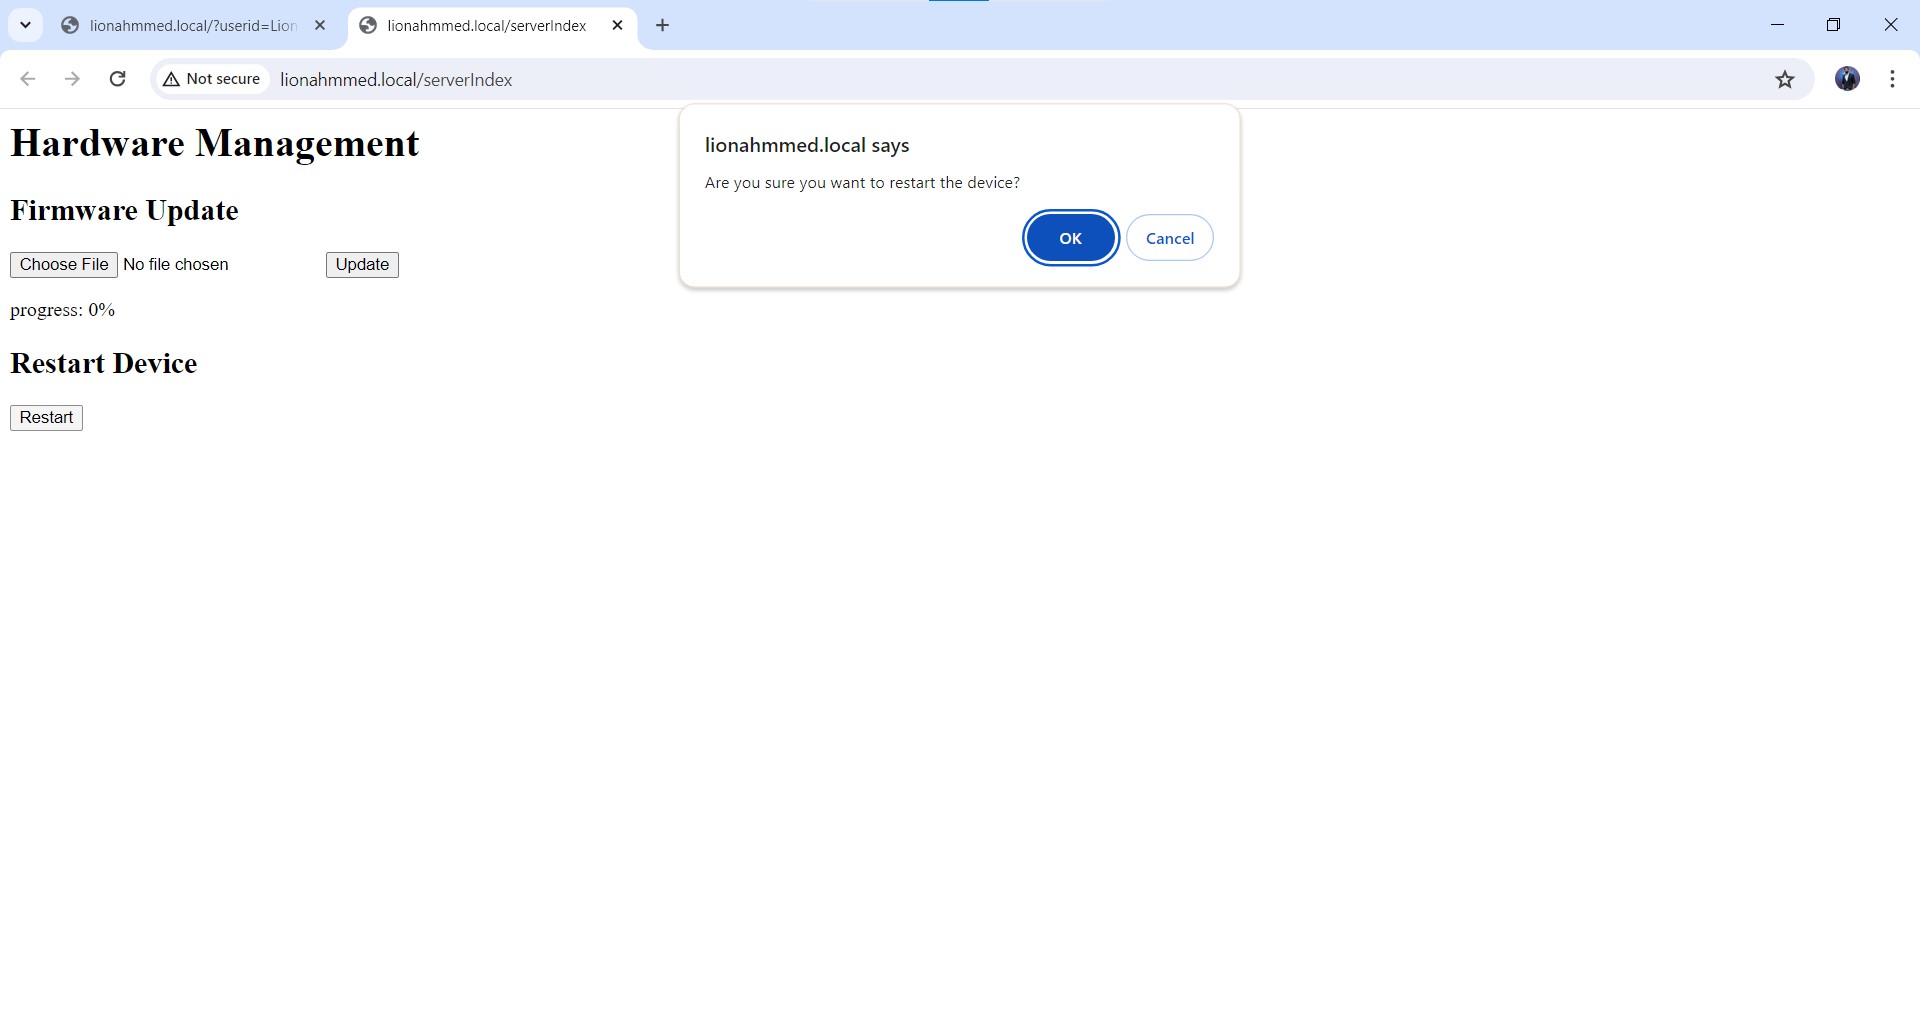 lionahmmed.local/?userid=Lion
lionahmmed.local/serverIndex
Not secure
lionahmmed.local/serverIndex
Hardware Management
lionahmmed.local says
Are you sure you want to restart the device?
OK
Cancel
Firmware Update
Choose File No file chosen Update
progress: 0%
Restart Device
Restart